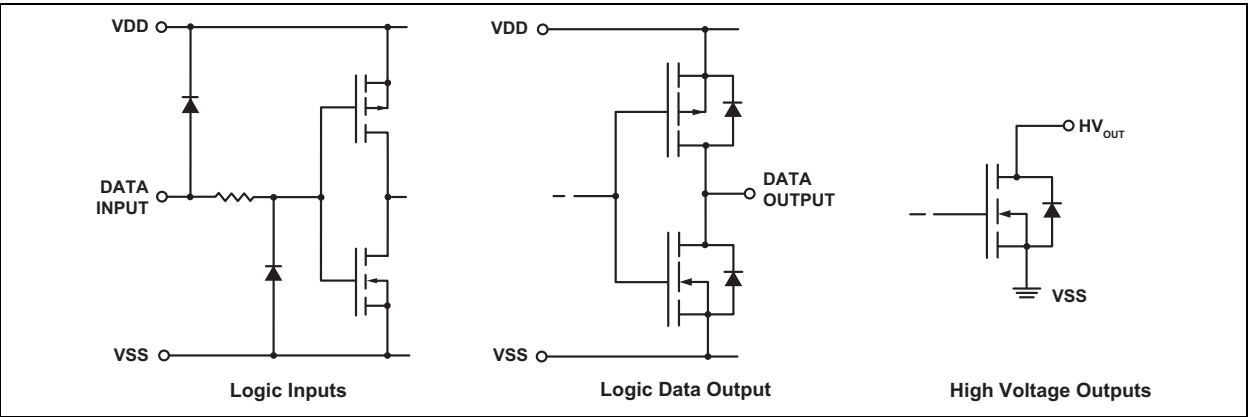 VDD
DATA
INPUT
VSS
Logic Inputs
VDD
DATA
OUTPUT
VSS
Logic Data Output
HVOUT
VSS
High Voltage Outputs